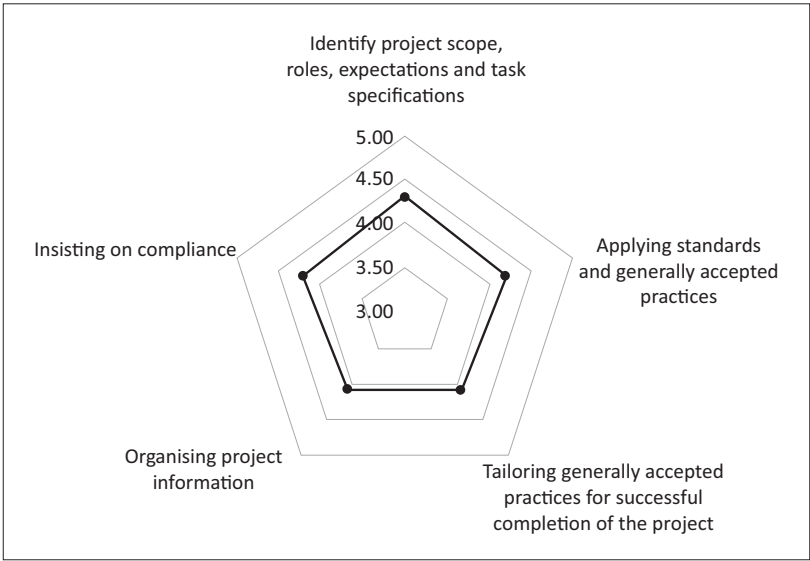 Identify project scope,
roles, expectations and task
specifications
5.00
4.50
4.00
3.50
3.00
Insisting on compliance
Applying standards
and generally accepted
practices
Organising project
information
Tailoring generally accepted
practices for successful
completion of the project